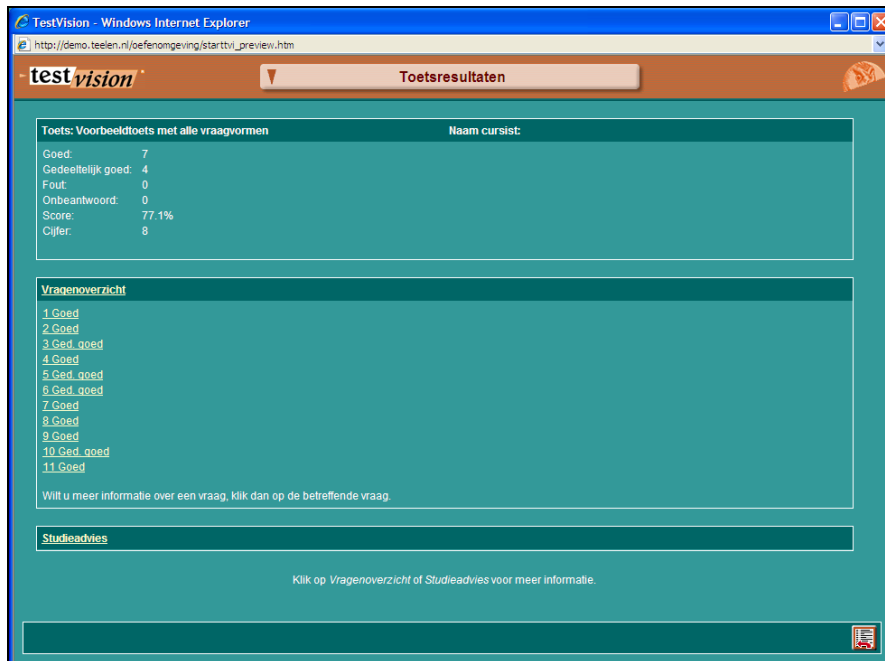 TestVision - Windows Internet Explorer
http://demo.teelen.nl/oefenomgeving/starttvi_preview.htm
test vision
Toetsresultaten
Toets: Voorbeeldtoets met alle vraagvormen Naam cursist:
Goed: 7
Gedeeltelijk goed: 4
Fout: 0
Onbeantwoord: 0
Score: 77.1%
Cijfer: 8
Vragenoverzicht
1 Goed
2 Goed
3 Ged. goed
4 Goed
5 Ged. goed
6 Ged. goed
7 Goed
8 Goed
9 Goed
10 Ged. goed
11 Goed
Wilt u meer informatie over een vraag, klik dan op de betreffende vraag.
Studieadvies
Klik op Vragenoverzicht of Studieadvies voor meer informatie.